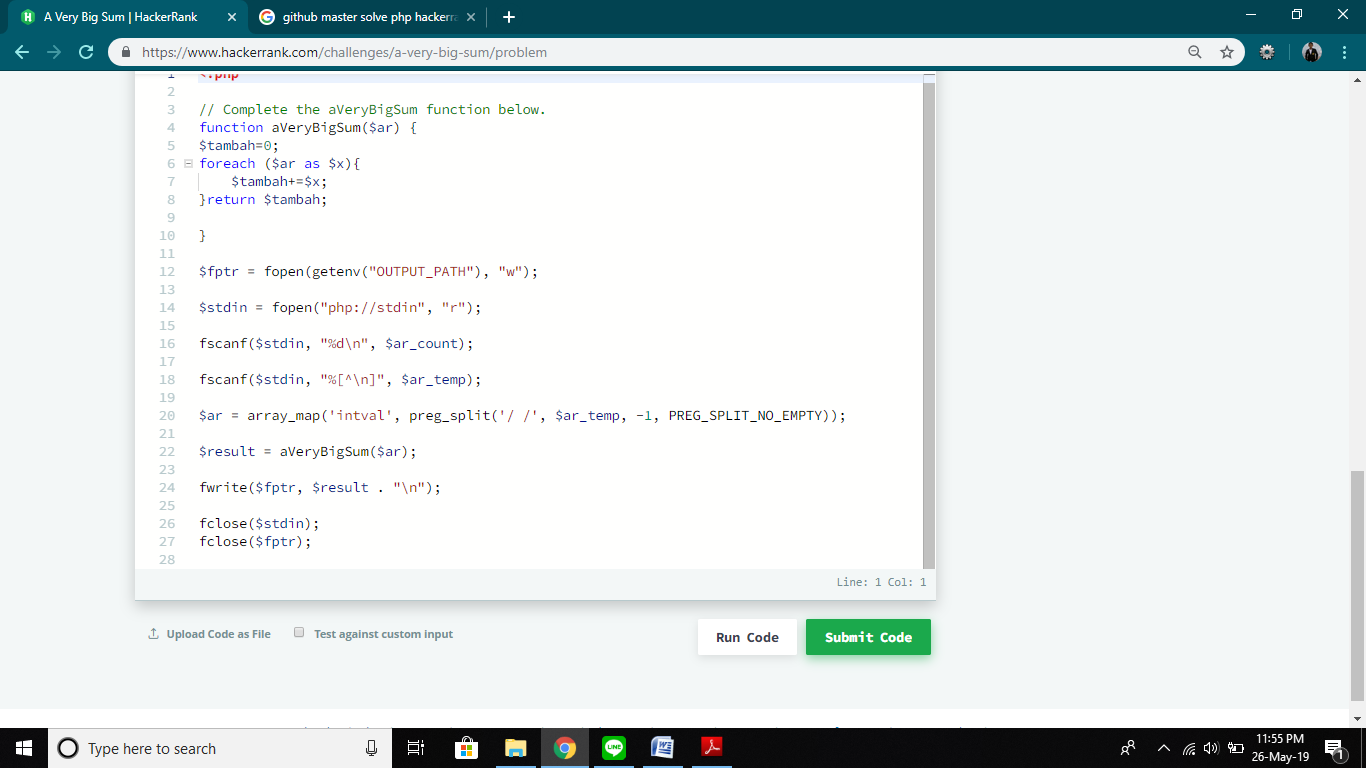 A Very Big Sum | HackerRank
github master solve php hackerra
https://www.hackerrank.com/challenges/a-very-big-sum/problem
1 <?php
2
3 // Complete the aVeryBigSum function below.
4 function aVeryBigSum($ar) {
5 $tambah=0;
6 foreach ($ar as $x){
7     $tambah+=$x;
8 }return $tambah;
9
10 }
11
12 $fptr = fopen(getenv("OUTPUT_PATH"), "w");
13
14 $stdin = fopen("php://stdin", "r");
15
16 fscanf($stdin, "%d\n", $ar_count);
17
18 fscanf($stdin, "%[^\n]", $ar_temp);
19
20 $ar = array_map('intval', preg_split('/ /', $ar_temp, -1, PREG_SPLIT_NO_EMPTY));
21
22 $result = aVeryBigSum($ar);
23
24 fwrite($fptr, $result . "\n");
25
26 fclose($stdin);
27 fclose($fptr);
28
Line: 1 Col: 1
Upload Code as File
Test against custom input
Run Code
Submit Code
Type here to search
LINE
11:55 PM
26-May-19
1